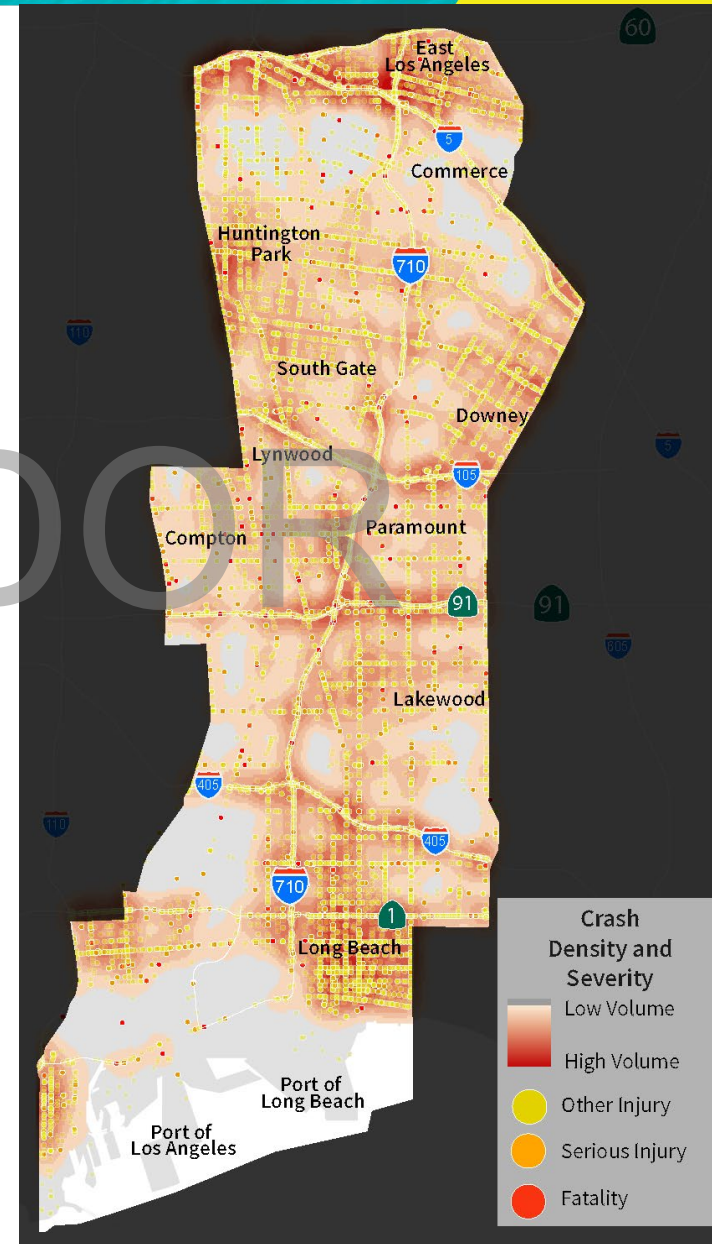 60
East
Los Angeles
5
Commerce
Huntington
Park
710
110
South Gate
Downey
5
Lynwood
105
OOR
Paramount
Compton
91
91
605
Lakewood
405
110
405
710
1
Long Beach
Port of
Long Beach
Port of
Los Angeles
Crash
Density and
Severity
Low Volume
High Volume
Other Injury
Serious Injury
Fatality